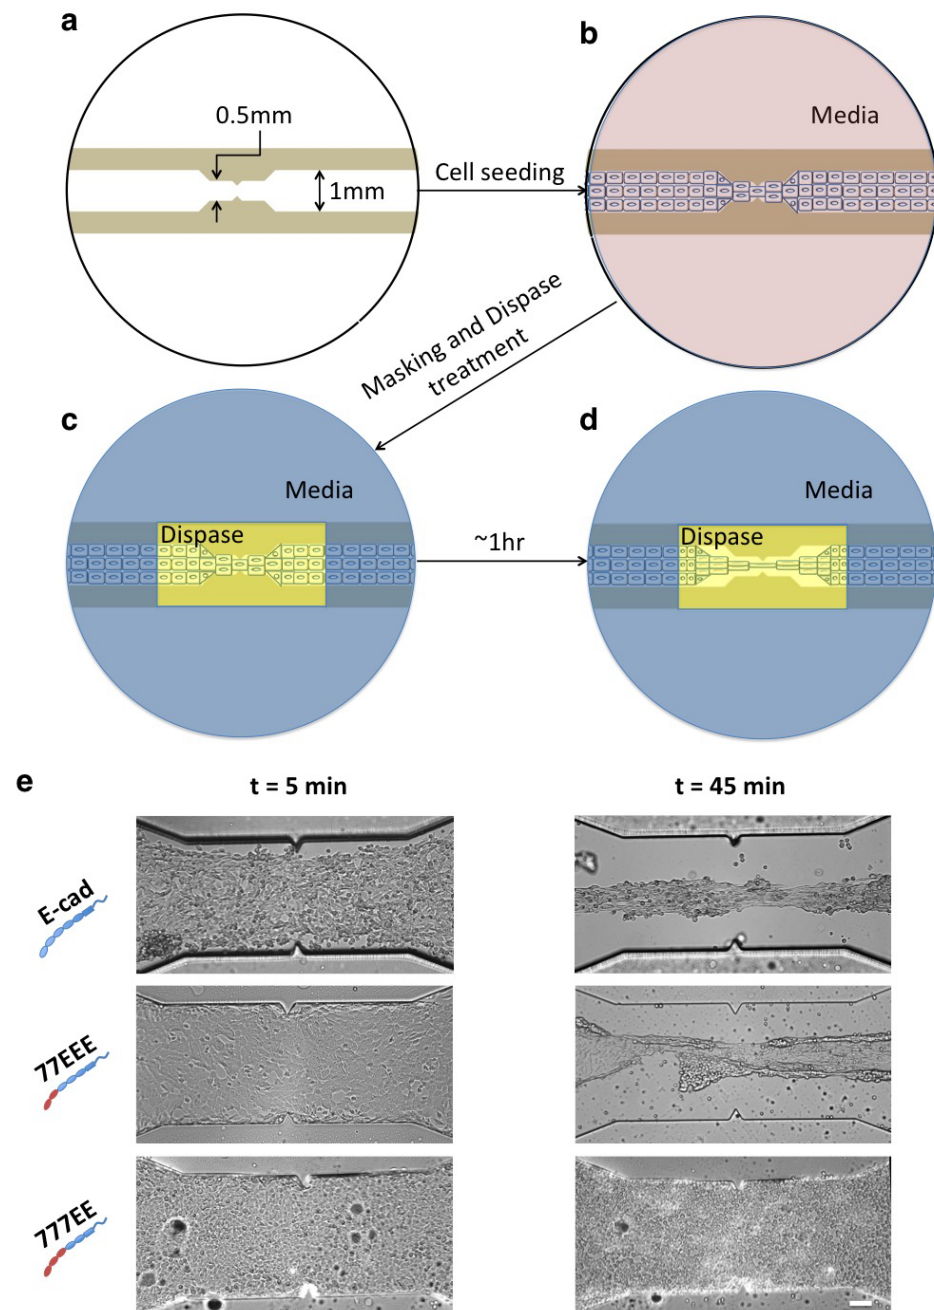 a
0.5mm
1mm
Cell seeding
b
Media
Masking and Dispase
treatment
c
Media
Dispase
~1hr
d
Media
Dispase
e
t = 5 min
t = 45 min
E-cad
77EEE
777EE